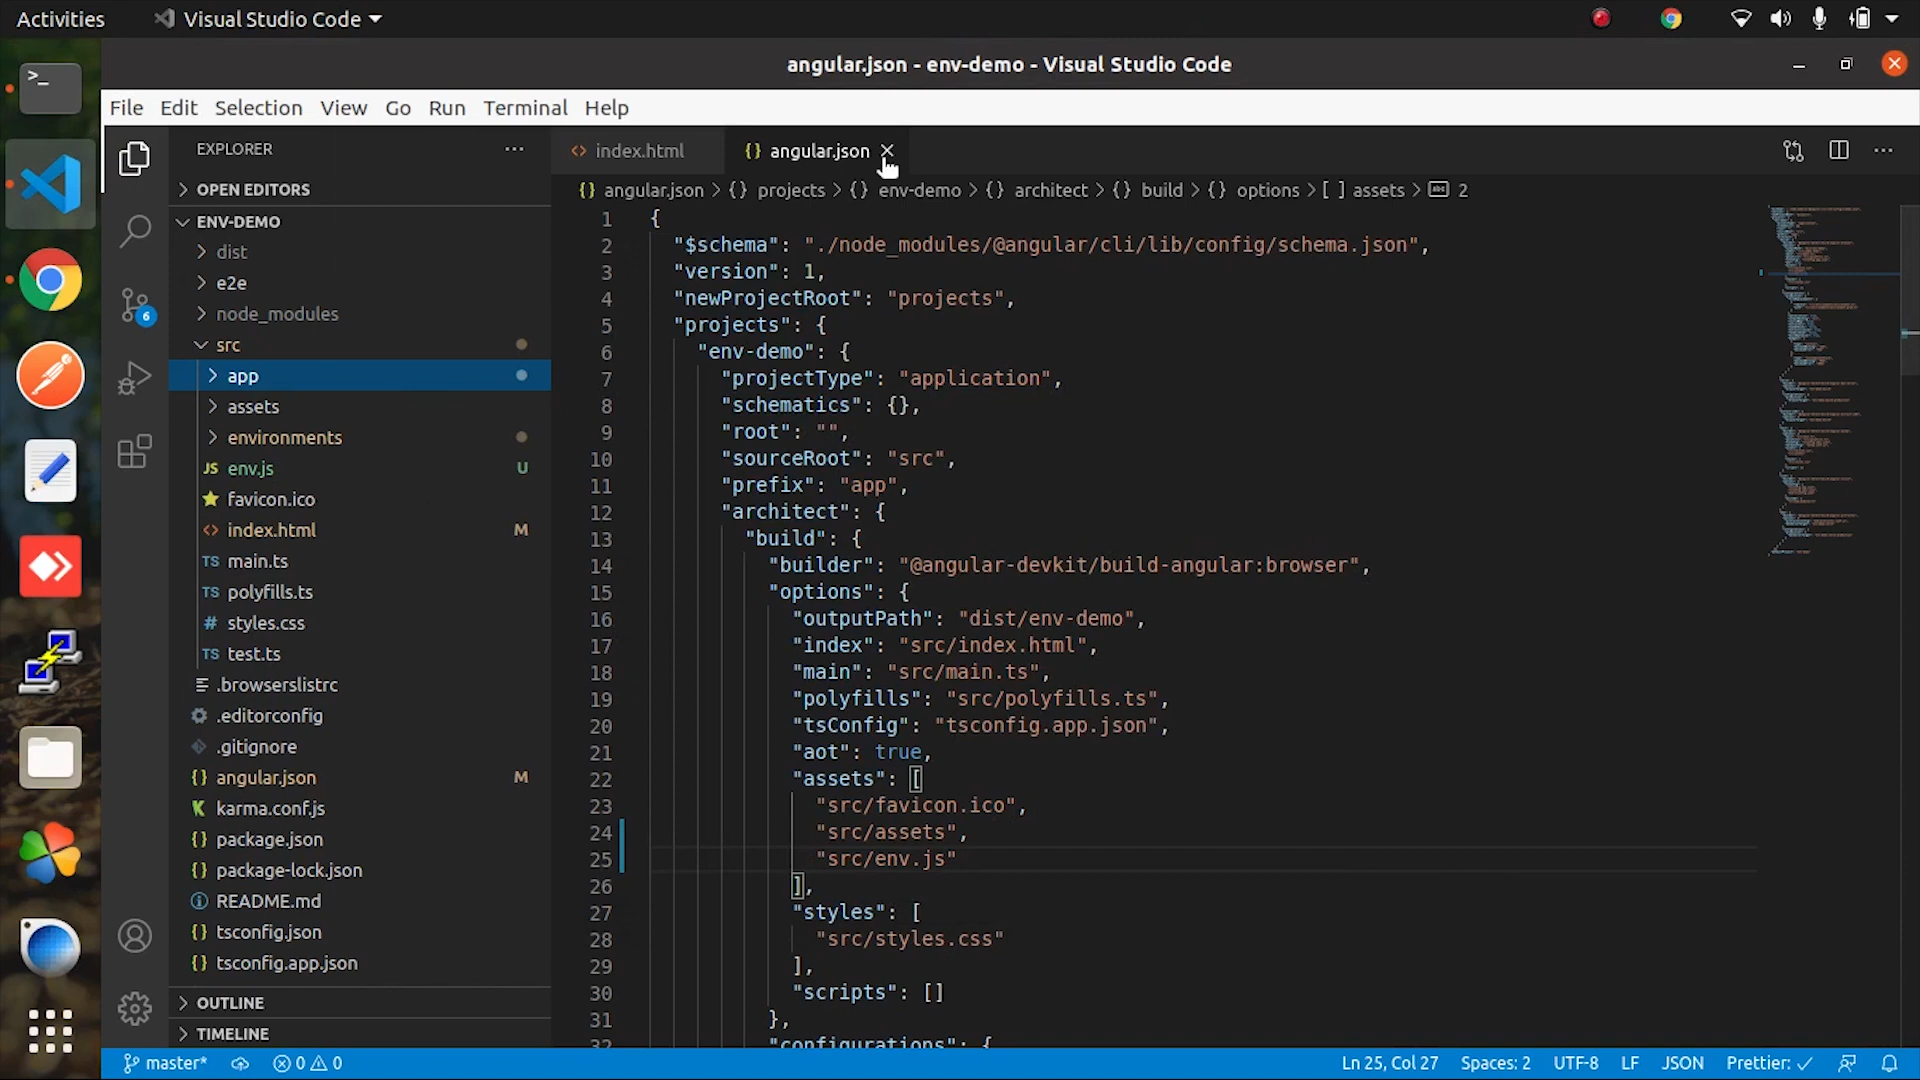 Activities
Visual Studio Code
angular.json - env-demo - Visual Studio Code
File Edit Selection View Go Run Terminal Help
EXPLORER
OPEN EDITORS
ENV-DEMO
dist
e2e
node_modules
src
app
assets
environments
JS env.js U
favicon.ico
<> index.html M
TS main.ts
TS polyfills.ts
# styles.css
TS test.ts
.browserslistrc
.editorconfig
.gitignore
{} angular.json M
K karma.conf.js
{} package.json
{} package-lock.json
README.md
{} tsconfig.json
{} tsconfig.app.json
OUTLINE
TIMELINE
6
<> index.html
{} angular.json
{} angular.json > {} projects > {} env-demo > {} architect > {} build > {} options > [ ] assets > abc 2
1 {
2 "$schema": "./node_modules/@angular/cli/lib/config/schema.json",
3 "version": 1,
4 "newProjectRoot": "projects",
5 "projects": {
6 "env-demo": {
7 "projectType": "application",
8 "schematics": {},
9 "root": "",
10 "sourceRoot": "src",
11 "prefix": "app",
12 "architect": {
13 "build": {
14 "builder": "@angular-devkit/build-angular:browser",
15 "options": {
16 "outputPath": "dist/env-demo",
17 "index": "src/index.html",
18 "main": "src/main.ts",
19 "polyfills": "src/polyfills.ts",
20 "tsConfig": "tsconfig.app.json",
21 "aot": true,
22 "assets": [
23 "src/favicon.ico",
24 "src/assets",
25 "src/env.js"
26 ],
27 "styles": [
28 "src/styles.css"
29 ],
30 "scripts": []
31 },
32 "configurations": {
master* 0 0 Ln 25, Col 27 Spaces: 2 UTF-8 LF JSON Prettier: ✓